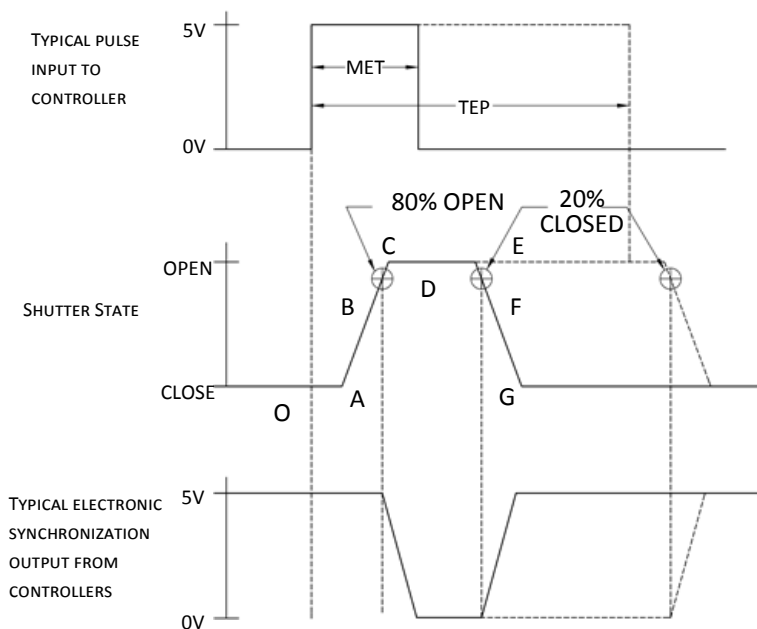 TYPICAL PULSE
INPUT TO
CONTROLLER
5V
0V
MET
TEP
80% OPEN
20%
CLOSED
SHUTTER STATE
OPEN
CLOSE
O
A
B
C
D
E
F
G
TYPICAL ELECTRONIC
SYNCHRONIZATION
OUTPUT FROM
CONTROLLERS
5V
0V